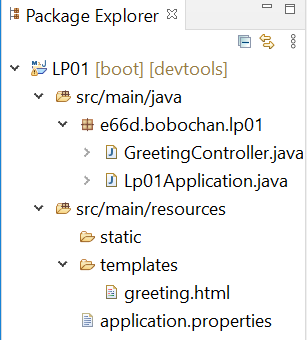 Package Explorer
LP01 [boot] [devtools]
src/main/java
e66d.bobochan.lp01
GreetingController.java
Lp01Application.java
src/main/resources
static
templates
greeting.html
application.properties